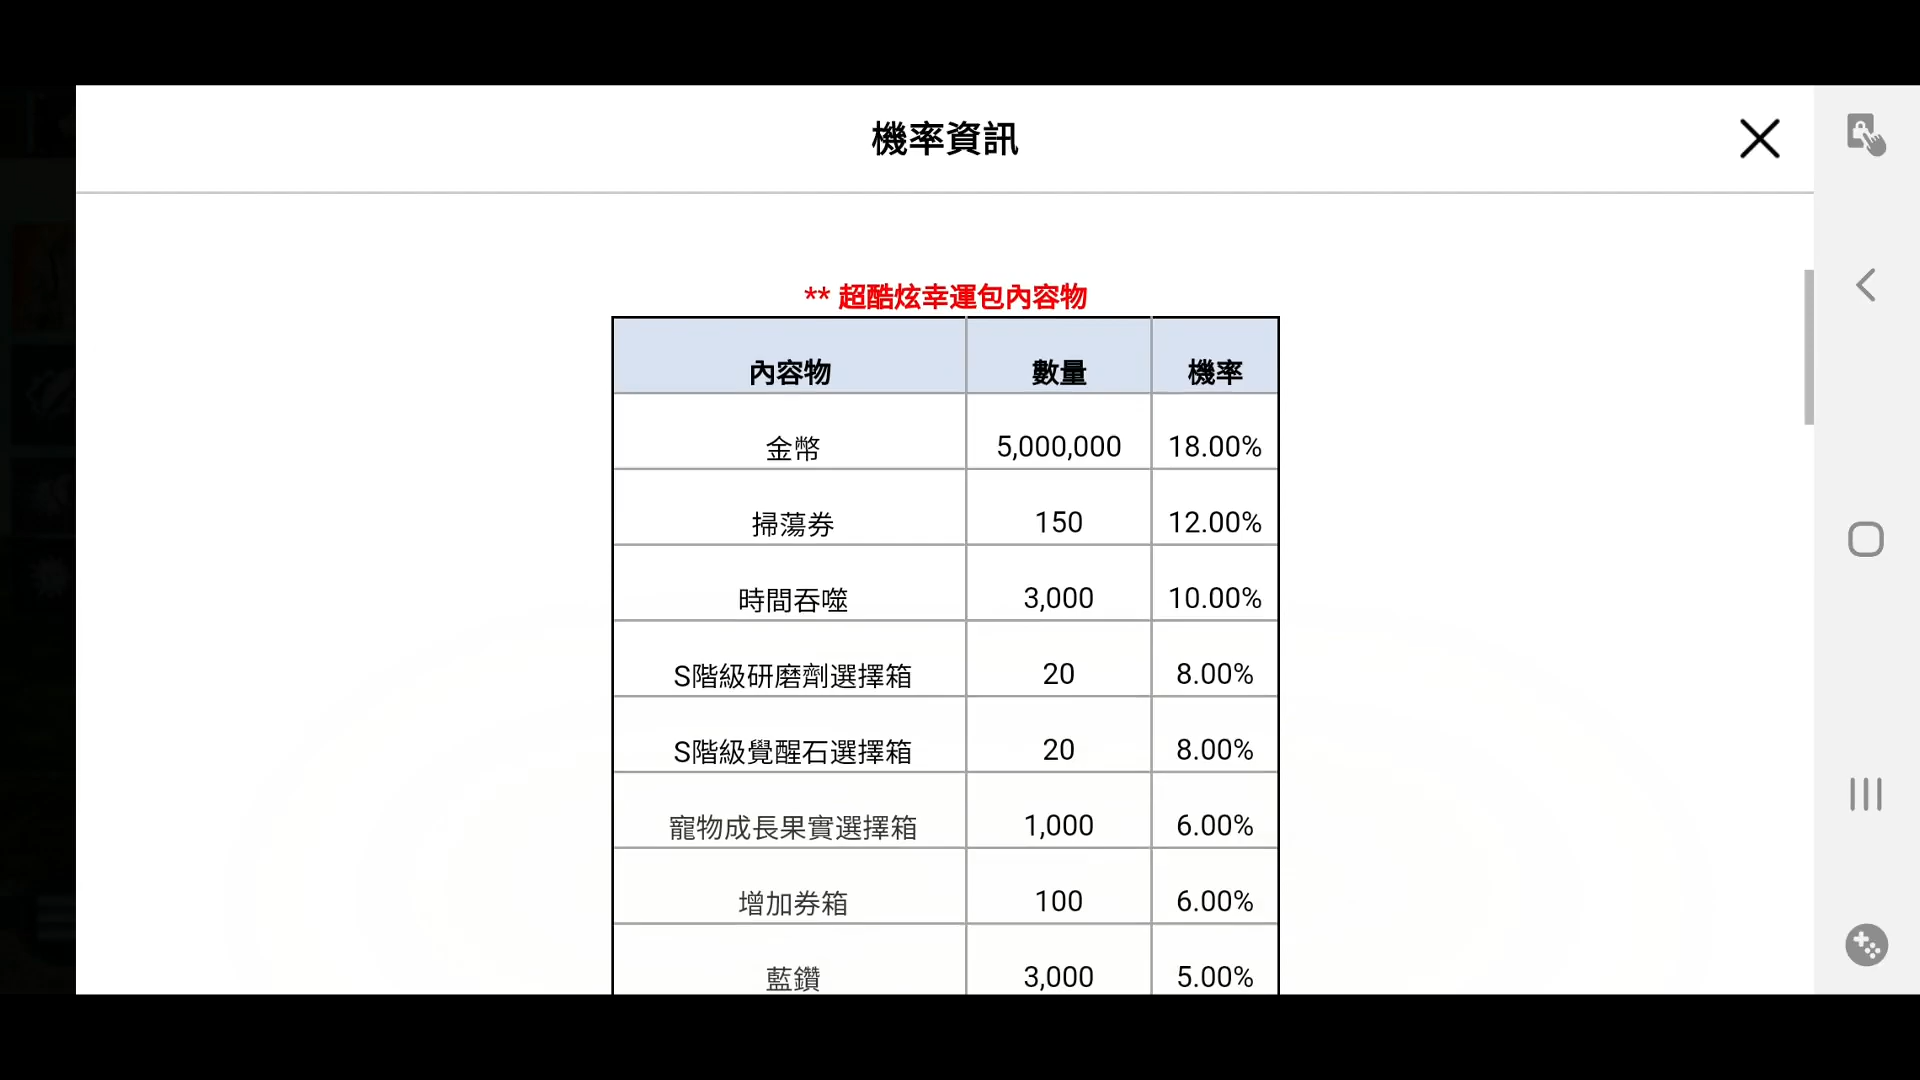 機率資訊
** 超酷炫幸運包內容物
內容物 數量 機率
金幣 5,000,000 18.00%
掃蕩券 150 12.00%
時間吞噬 3,000 10.00%
S階級研磨劑選擇箱 20 8.00%
S階級覺醒石選擇箱 20 8.00%
寵物成長果實選擇箱 1,000 6.00%
增加券箱 100 6.00%
藍鑽 3,000 5.00%